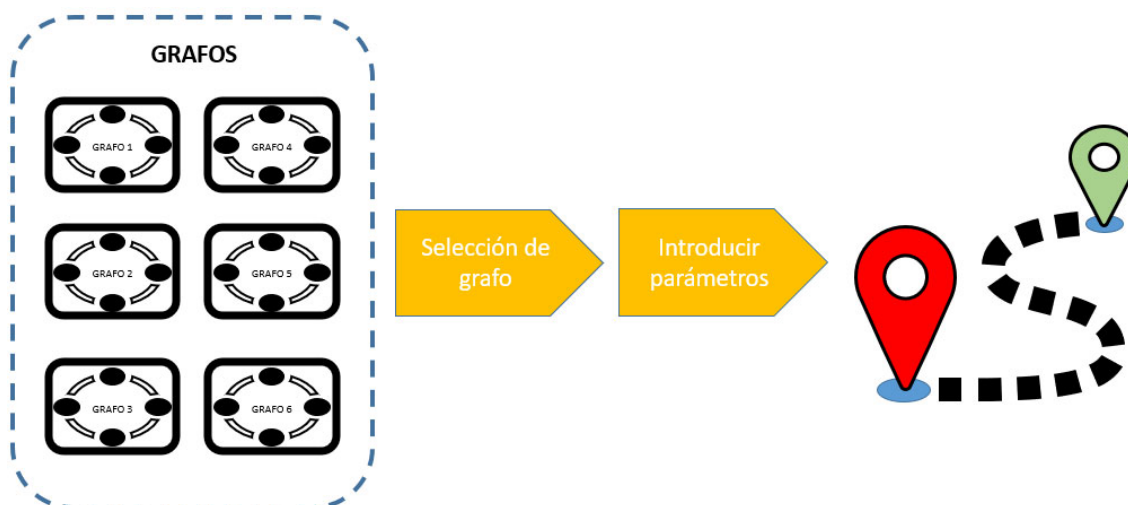 GRAFOS
GRAFO 1
GRAFO 4
GRAFO 2
GRAFO 5
GRAFO 3
GRAFO 6
Selección de
grafo
Introducir
parámetros